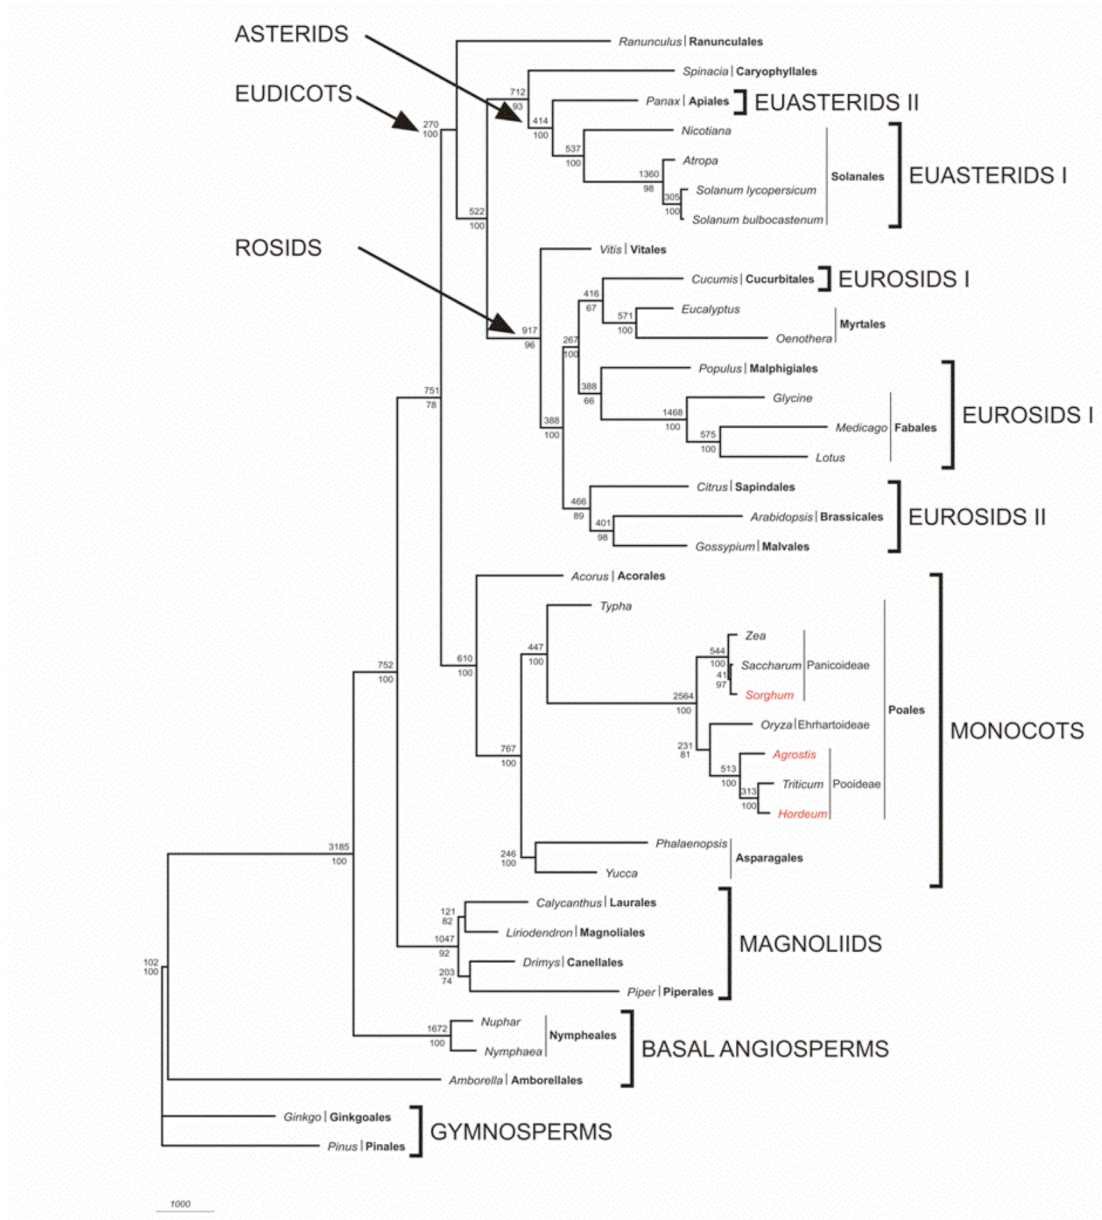 ASTERIDS
Ranunculus Ranunculales
Spinacia Caryophyllales
EUDICOTS
712
93
Panax Apiales
EUASTERIDS II
270
100
414
100
Nicotiana
537
100
Atropa
1360
98
Solanales
EUASTERIDS I
Solanum lycopersicum
305
100
Solanum bulbocastenum
522
100
ROSIDS
Vitis Vitales
Cucumis Cucurbitales
EUROSIDS I
416
67
Eucalyptus
571
100
Myrtales
917
96
Oenothera
267
100
Populus Malphigiales
388
66
751
78
Glycine
1468
100
EUROSIDS I
388
100
Medicago Fabales
575
100
Lotus
Citrus Sapindales
466
89
Arabidopsis Brassicales
EUROSIDS II
401
98
Gossypium Malvales
Acorus Acorales
Typha
Zea
447
100
544
100
Saccharum Panicoideae
610
100
752
100
41
97
Sorghum
2564
100
Poales
Oryza Ehrhartoideae
MONOCOTS
231
81
767
100
Agrostis
513
100
Triticum Pooideae
313
100
Hordeum
Phalaenopsis
3185
100
246
100
Asparagales
Yucca
Calycanthus Laurales
121
82
Liriodendron Magnoliales
1047
92
MAGNOLIIDS
Drimys Canellales
102
100
203
74
Piper Piperales
Nuphar
1672
100
Nympheales
Nymphaea
BASAL ANGIOSPERMS
Amborella Amborellales
Ginkgo Ginkgoales
GYMNOSPERMS
Pinus Pinales
1000